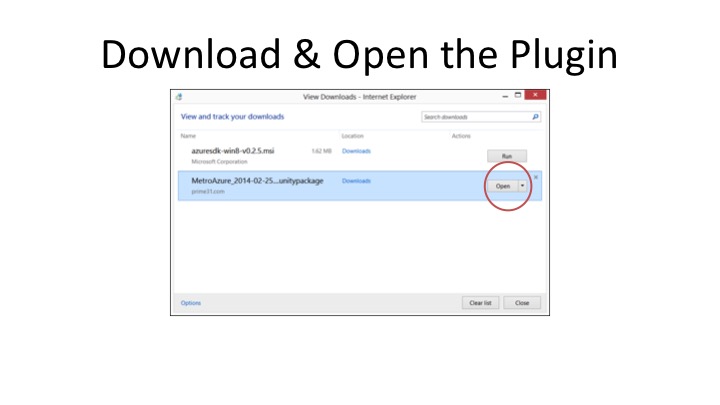 Download & Open the Plugin
View Downloads - Internet Explorer
View and track your downloads
Search downloads
Name Location Actions
azuresdk-win8-v0.2.5.msi 1.62 MB Downloads Run
Microsoft Corporation
MetroAzure_2014-02-25...unitypackage Downloads Open
prime31.com
Options Clear list Close